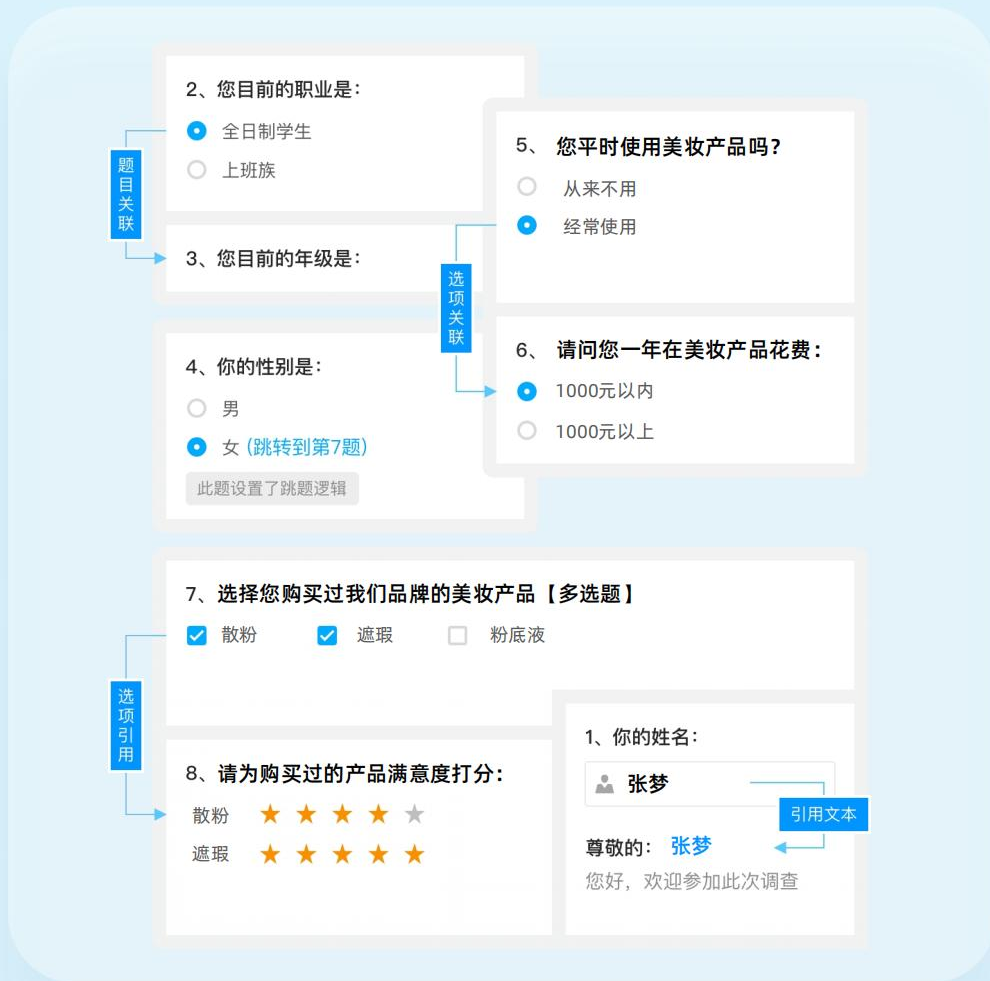 2、您目前的职业是：
全日制学生
上班族
题目关联
3、您目前的年级是：
4、你的性别是：
男
女 (跳转到第7题)
此题设置了跳题逻辑
5、 您平时使用美妆产品吗？
从来不用
经常使用
选项关联
6、 请问您一年在美妆产品花费：
1000元以内
1000元以上
7、选择您购买过我们品牌的美妆产品【多选题】
散粉 遮瑕 粉底液
选项引用
8、请为购买过的产品满意度打分：
散粉
遮瑕
1、你的姓名：
张梦
引用文本
尊敬的： 张梦
您好，欢迎参加此次调查